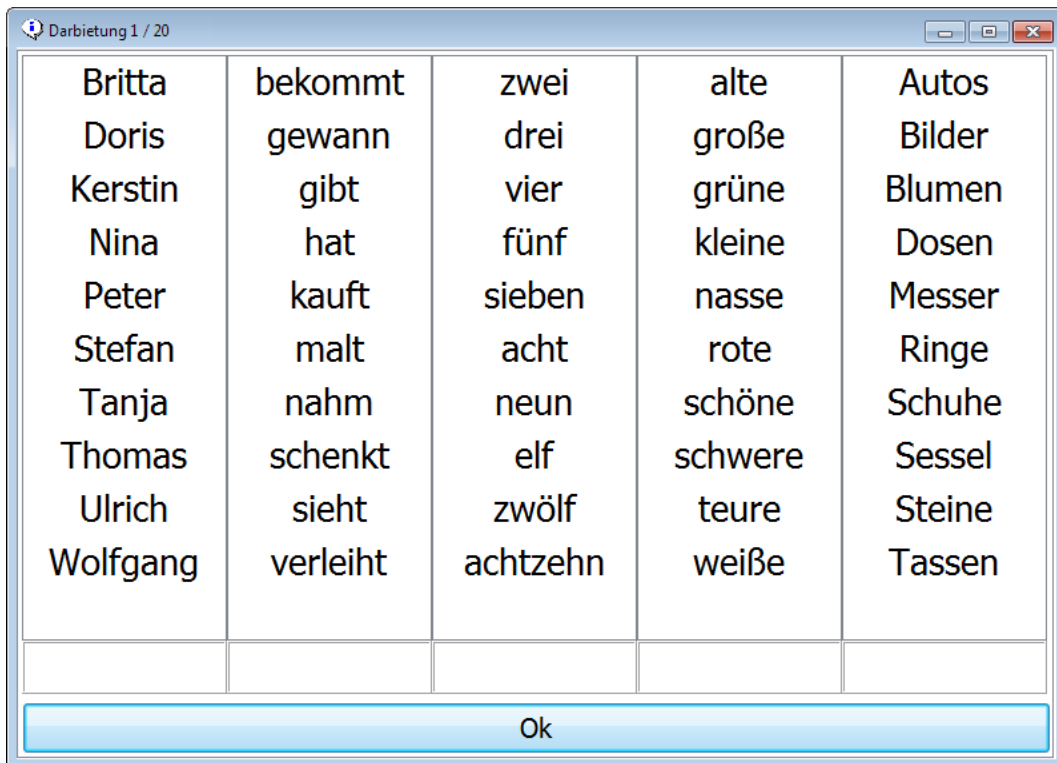 Darbietung 1 / 20
Britta bekommt zwei alte Autos
Doris gewann drei große Bilder
Kerstin gibt vier grüne Blumen
Nina hat fünf kleine Dosen
Peter kauft sieben nasse Messer
Stefan malt acht rote Ringe
Tanja nahm neun schöne Schuhe
Thomas schenkt elf schwere Sessel
Ulrich sieht zwölf teure Steine
Wolfgang verleiht achtzehn weiße Tassen
Ok